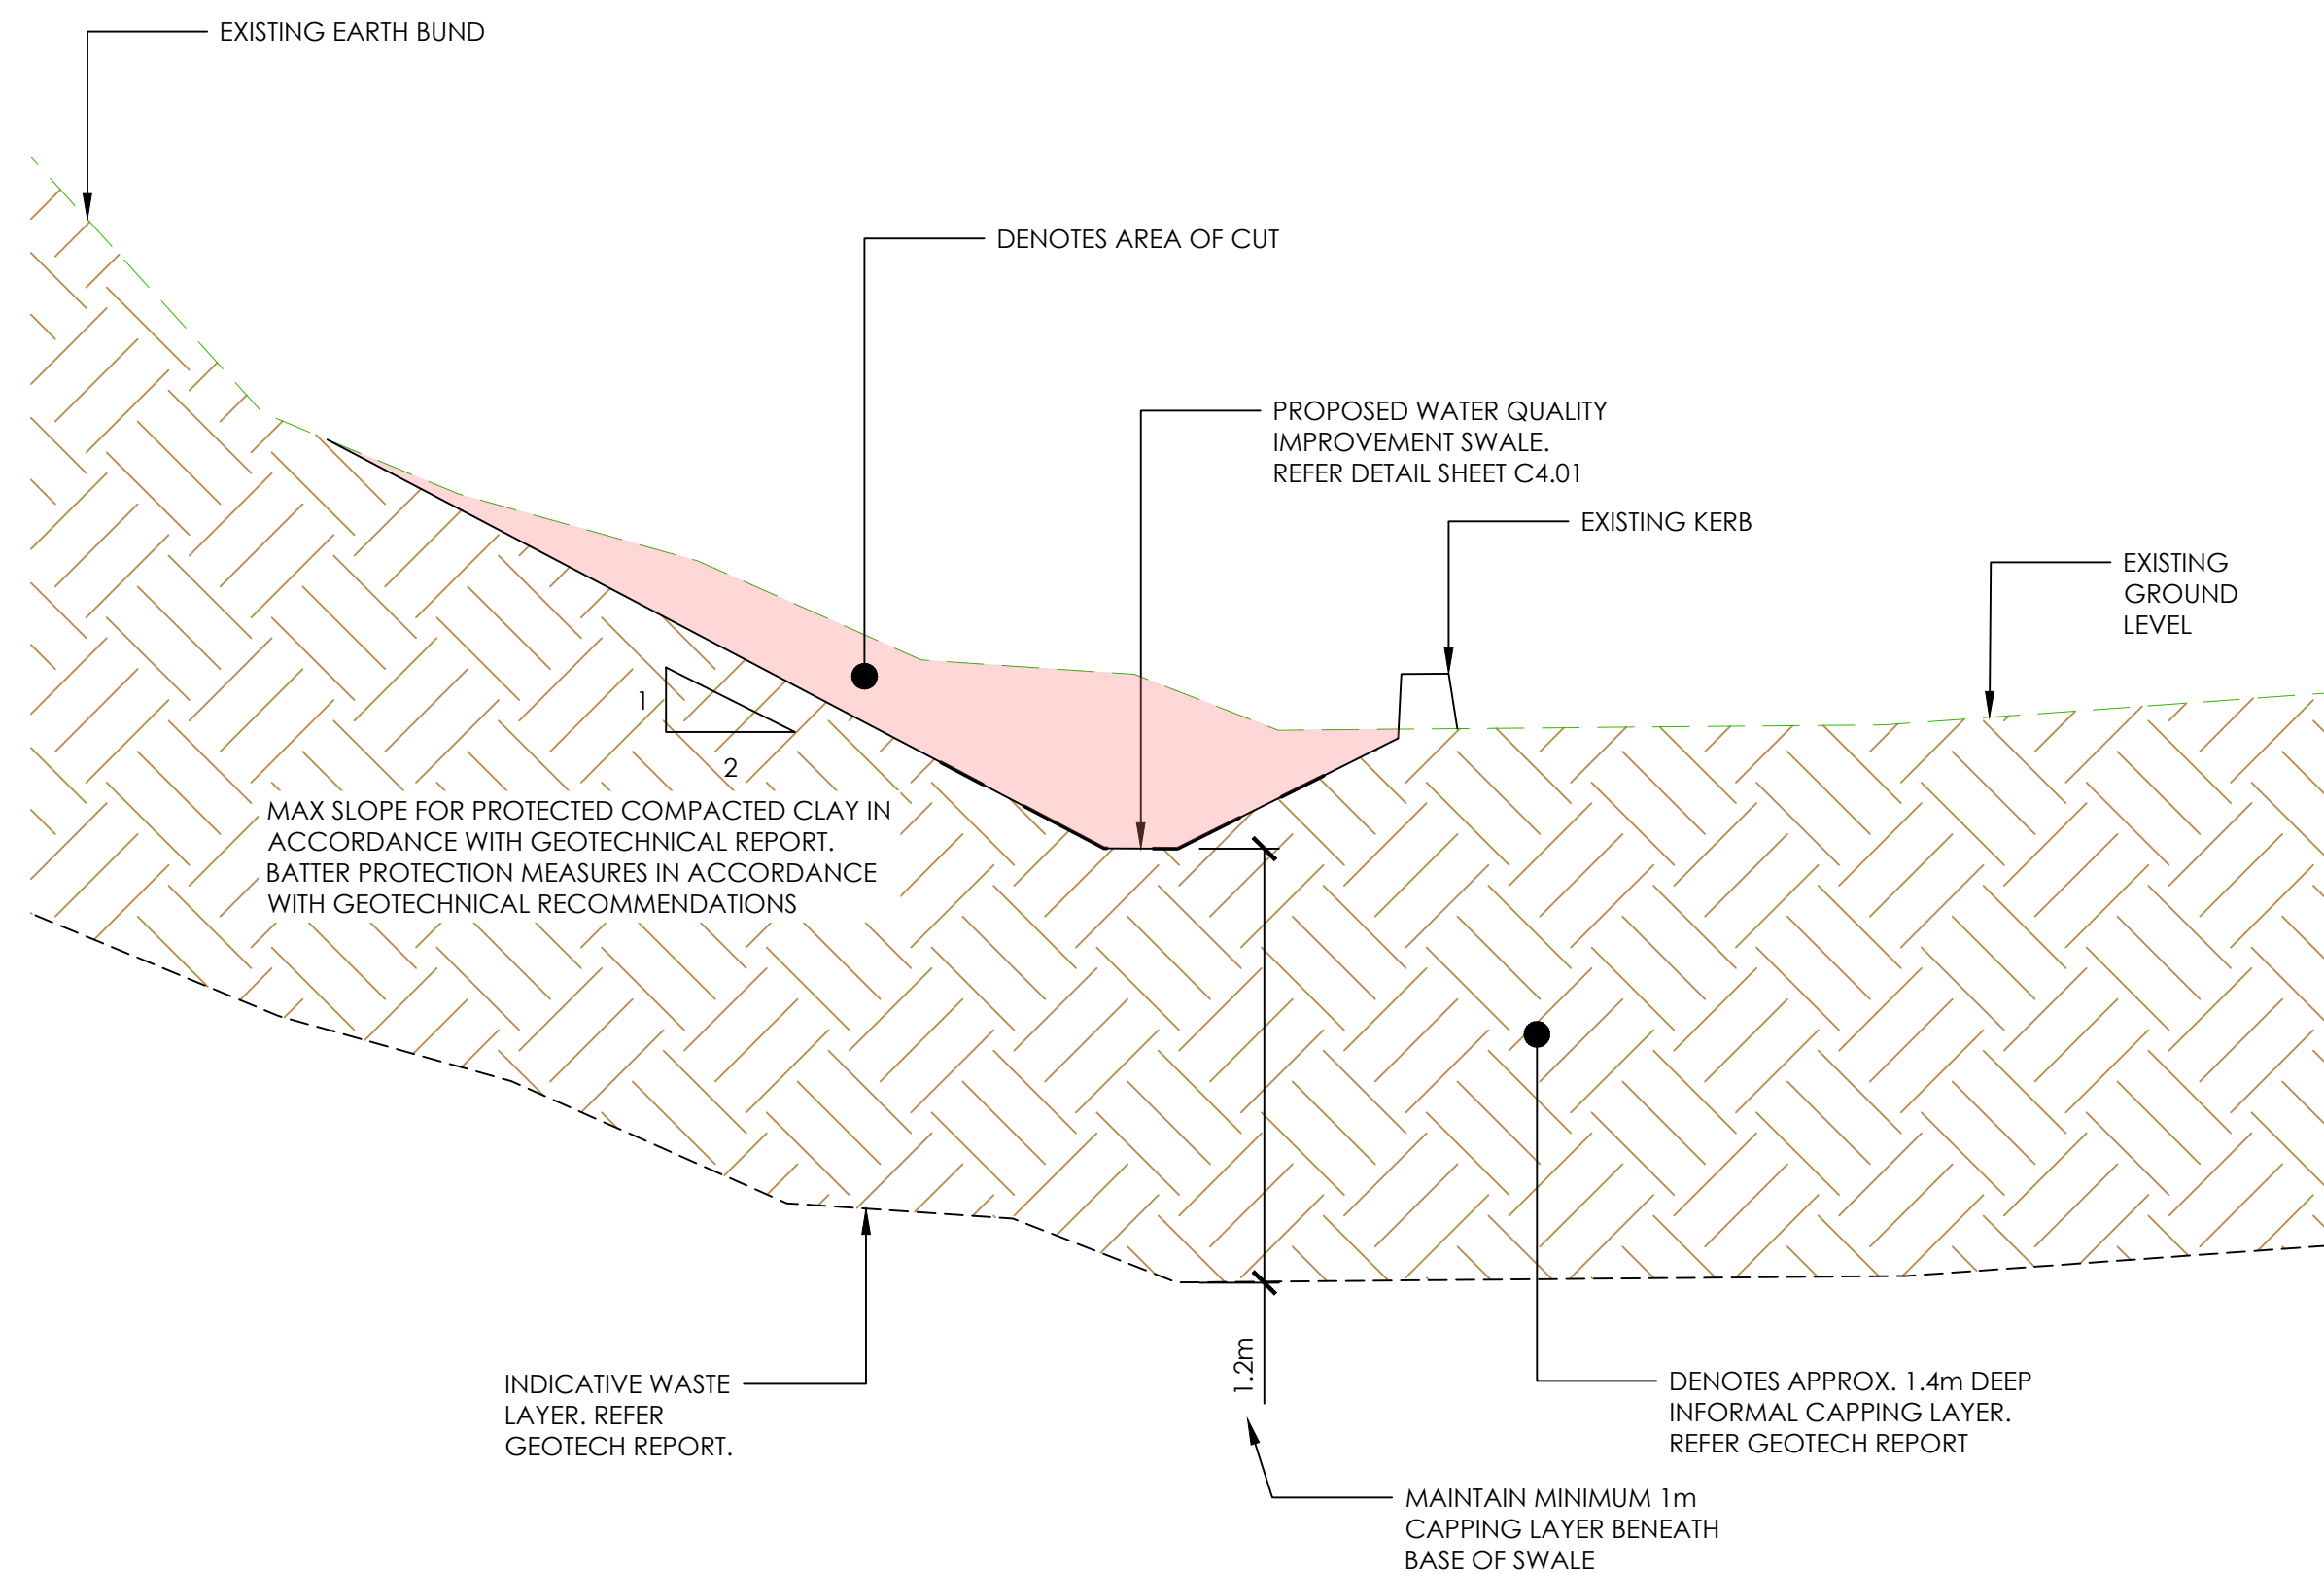 EXISTING EARTH BUND
DENOTES AREA OF CUT
PROPOSED WATER QUALITY
IMPROVEMENT SWALE.
REFER DETAIL SHEET C4.01
EXISTING KERB
EXISTING
GROUND
LEVEL
1
2
MAX SLOPE FOR PROTECTED COMPACTED CLAY IN
ACCORDANCE WITH GEOTECHNICAL REPORT.
BATTER PROTECTION MEASURES IN ACCORDANCE
WITH GEOTECHNICAL RECOMMENDATIONS
1.2m
INDICATIVE WASTE
LAYER. REFER
GEOTECH REPORT.
DENOTES APPROX. 1.4m DEEP
INFORMAL CAPPING LAYER.
REFER GEOTECH REPORT
MAINTAIN MINIMUM 1m
CAPPING LAYER BENEATH
BASE OF SWALE